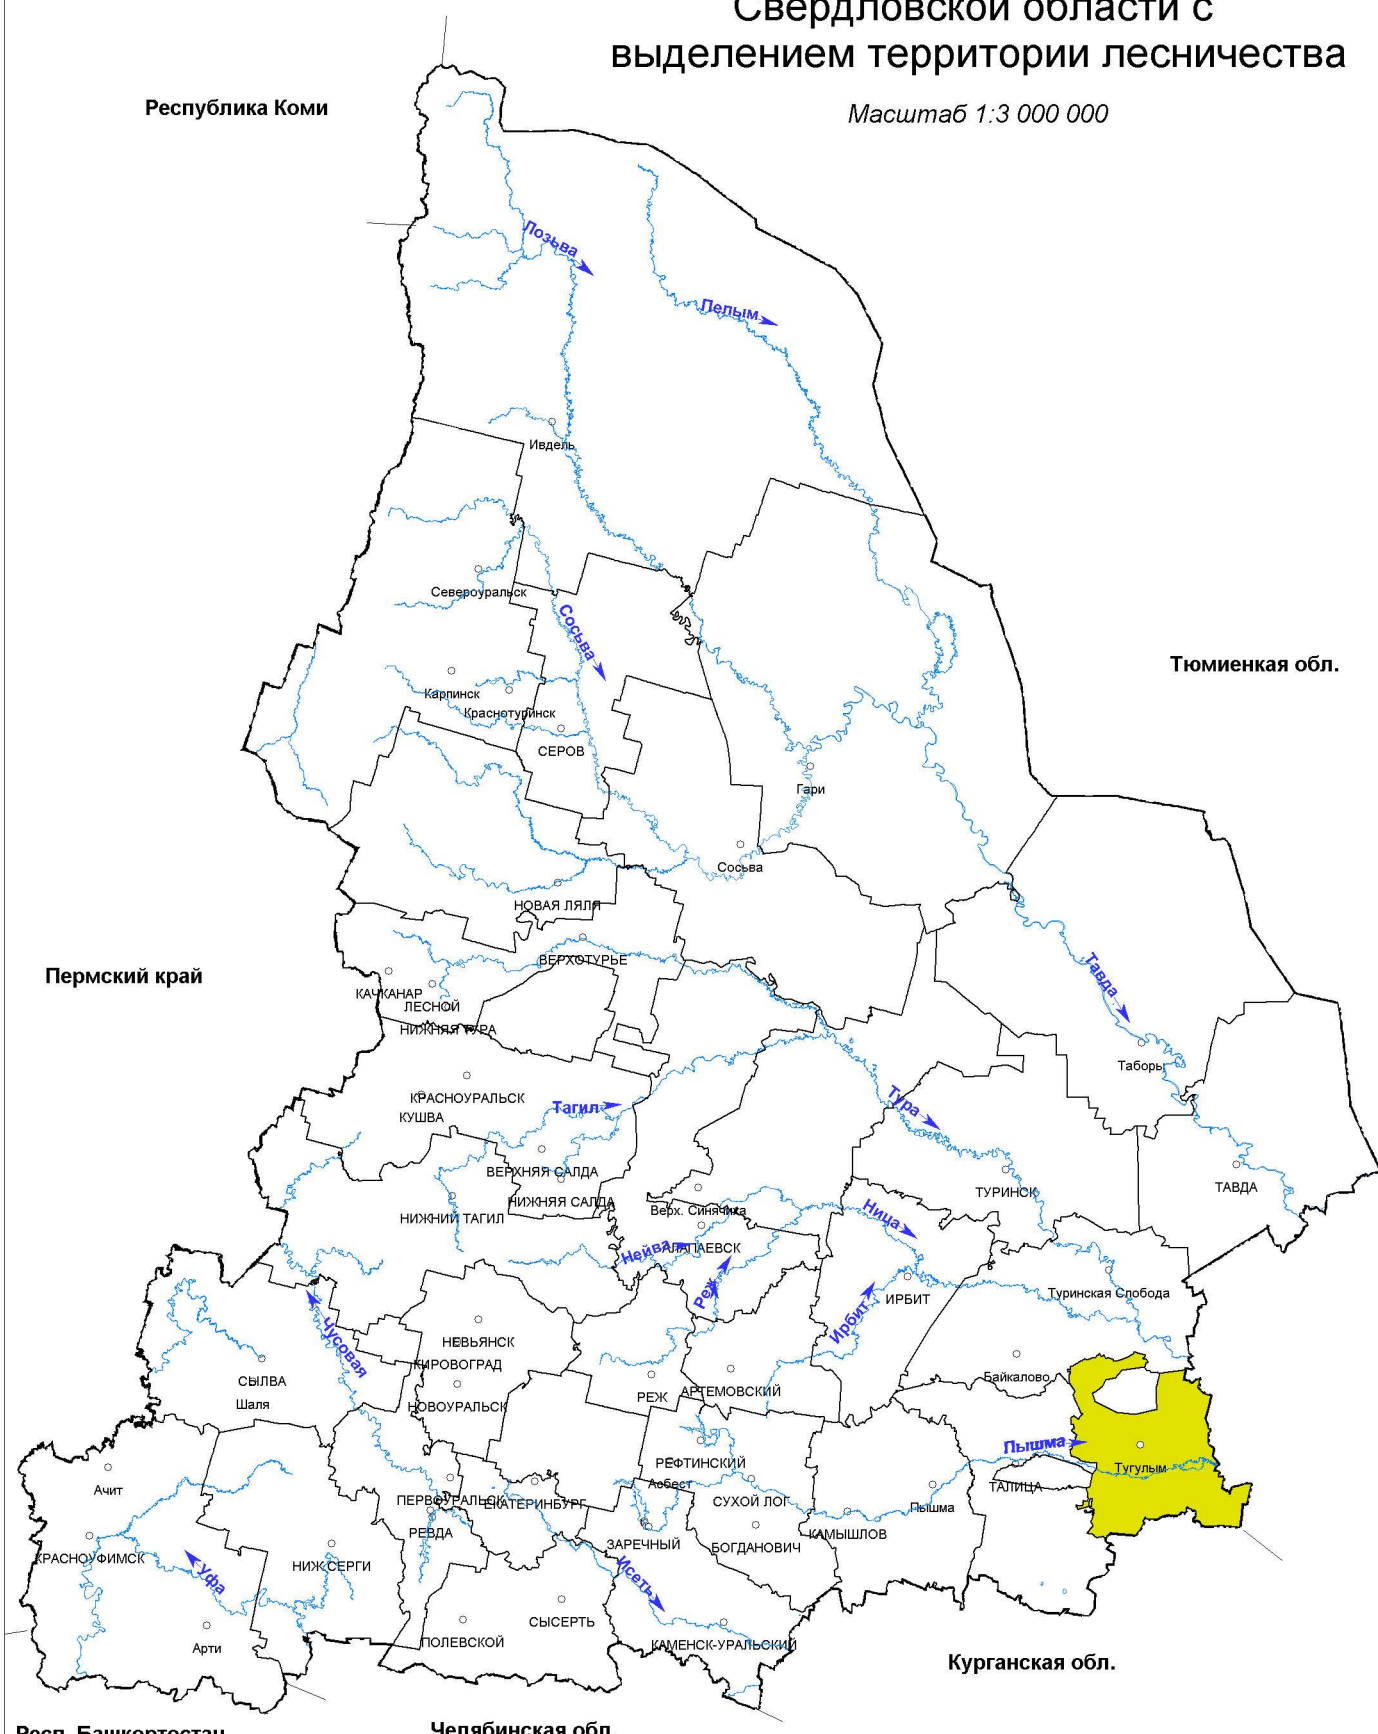 Свердловской области с
выделением территории лесничества
Масштаб 1:3 000 000
Республика Коми
Лозьва
Пелым
Ивдель
Североуральск
Сосьва
Тюмиенкая обл.
Карпинск
Краснотуринск
СЕРОВ
Гари
Сосьва
НОВАЯ ЛЯЛЯ
ВЕРХОТУРЬЕ
Пермский край
Тавда
КАЧКАНАР
ЛЕСНОЙ
НИЖНЯЯ ТУРА
Таборы
КРАСНОУРАЛЬСК
КУШВА
Тагил
Тура
ВЕРХНЯЯ САЛДА
НИЖНЯЯ САЛДА
ТУРИНСК
ТАВДА
НИЖНИЙ ТАГИЛ
Верх. Синячиха
Ница
Нейва
АЛАПАЕВСК
Реж
Ирбит
ИРБИТ
Туринская Слобода
Чусовая
НЕВЬЯНСК
КИРОВОГРАД
Байкалово
СЫЛВА
Шаля
НОВОУРАЛЬСК
РЕЖ
АРТЕМОВСКИЙ
Пышма
Тугулым
РЕФТИНСКИЙ
Асбест
СУХОЙ ЛОГ
ТАЛИЦА
Ачит
ПЕРВОУРАЛЬСК
ЕКАТЕРИНБУРГ
Пышма
РЕВДА
ЗАРЕЧНЫЙ
БОГДАНОВИЧ
КАМЫШЛОВ
КРАСНОУФИМСК
Уфа
НИЖ.СЕРГИ
Исеть
Арти
ПОЛЕВСКОЙ
СЫСЕРТЬ
КАМЕНСК-УРАЛЬСКИЙ
Курганская обл.
Респ. Башкортостан
Челябинская обл.